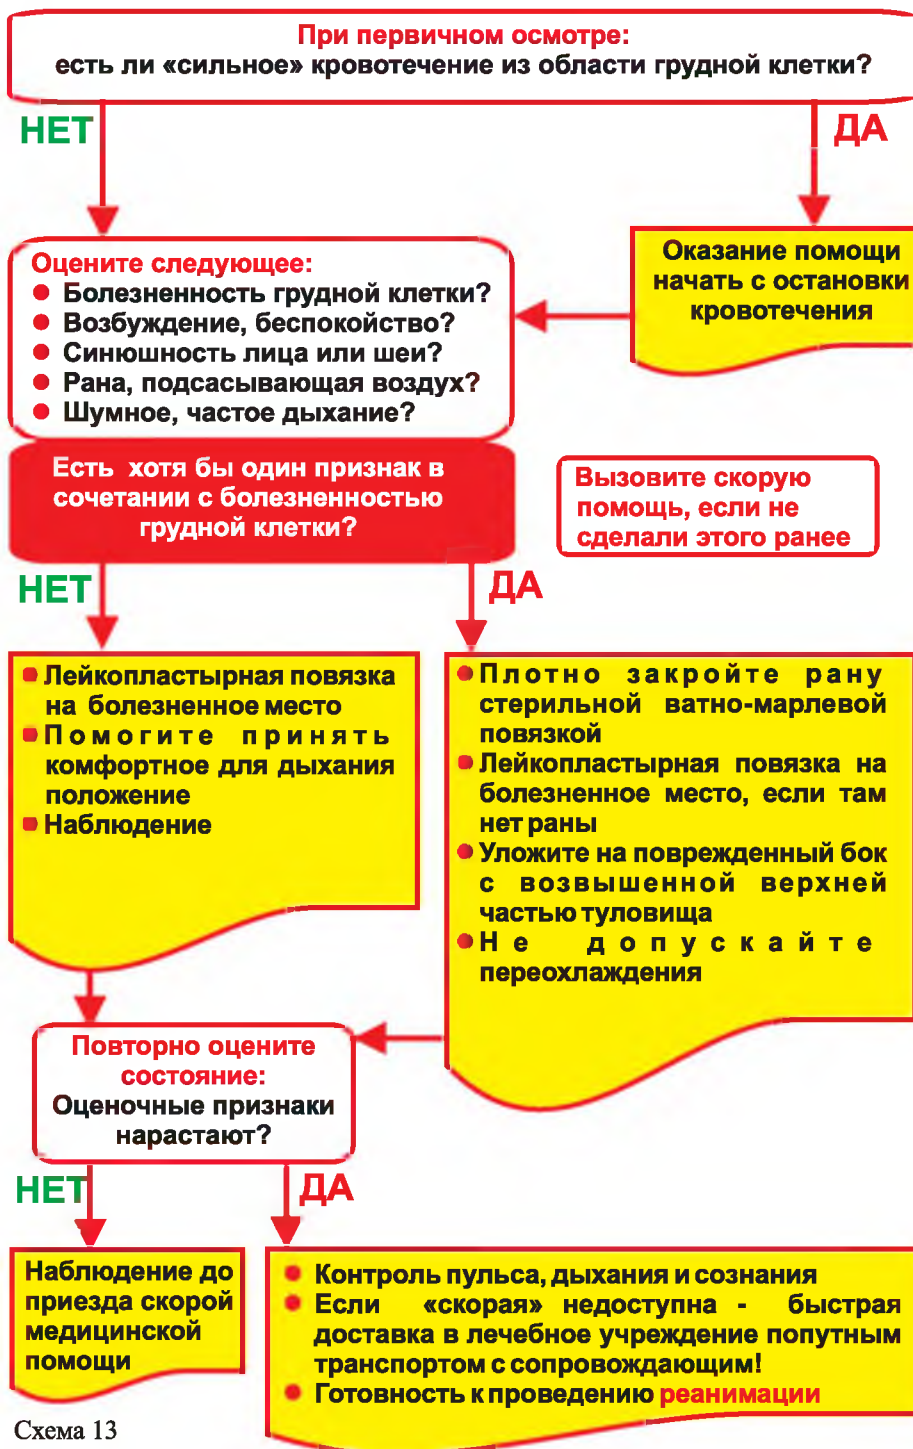 При первичном осмотре:
есть ли «сильное» кровотечение из области грудной клетки?
НЕТ
ДА
Оказание помощи
начать с остановки
кровотечения
Оцените следующее:
Болезненность грудной клетки?
Возбуждение, беспокойство?
Синюшность лица или шеи?
Рана, подсасывающая воздух?
Шумное, частое дыхание?
Есть хотя бы один признак в
сочетании с болезненностью
грудной клетки?
Вызовите скорую
помощь, если не
сделали этого ранее
НЕТ
ДА
Лейкопластырная повязка
на болезненное место
Помогите принять
комфортное для дыхания
положение
Наблюдение
Плотно закройте рану
стерильной ватно-марлевой
повязкой
Лейкопластырная повязка на
болезненное место, если там
нет раны
Уложите на поврежденный бок
с возвышенной верхней
частью туловища
Не допускайте
переохлаждения
Повторно оцените
состояние:
Оценочные признаки
нарастают?
НЕТ
ДА
Наблюдение до
приезда скорой
медицинской
помощи
Контроль пульса, дыхания и сознания
Если «скорая» недоступна - быстрая
доставка в лечебное учреждение попутным
транспортом с сопровождающим!
Готовность к проведению реанимации
Схема 13